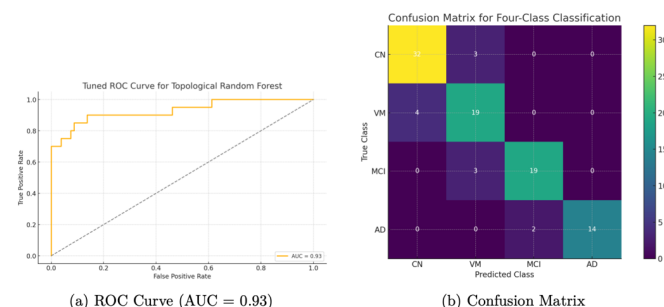 Tuned ROC Curve for Topological Random Forest
True Positive Rate
1.0
0.8
0.6
0.4
0.2
0.0
0.0 0.2 0.4 0.6 0.8 1.0
False Positive Rate
AUC = 0.93
(a) ROC Curve (AUC = 0.93)
Confusion Matrix for Four-Class Classification
True Class
CN 3 0 0
VM 4 19 0 0
MCI 0 3 19 0
AD 0 0 2 14
CN VM MCI AD
Predicted Class
30
25
20
15
10
5
0
(b) Confusion Matrix